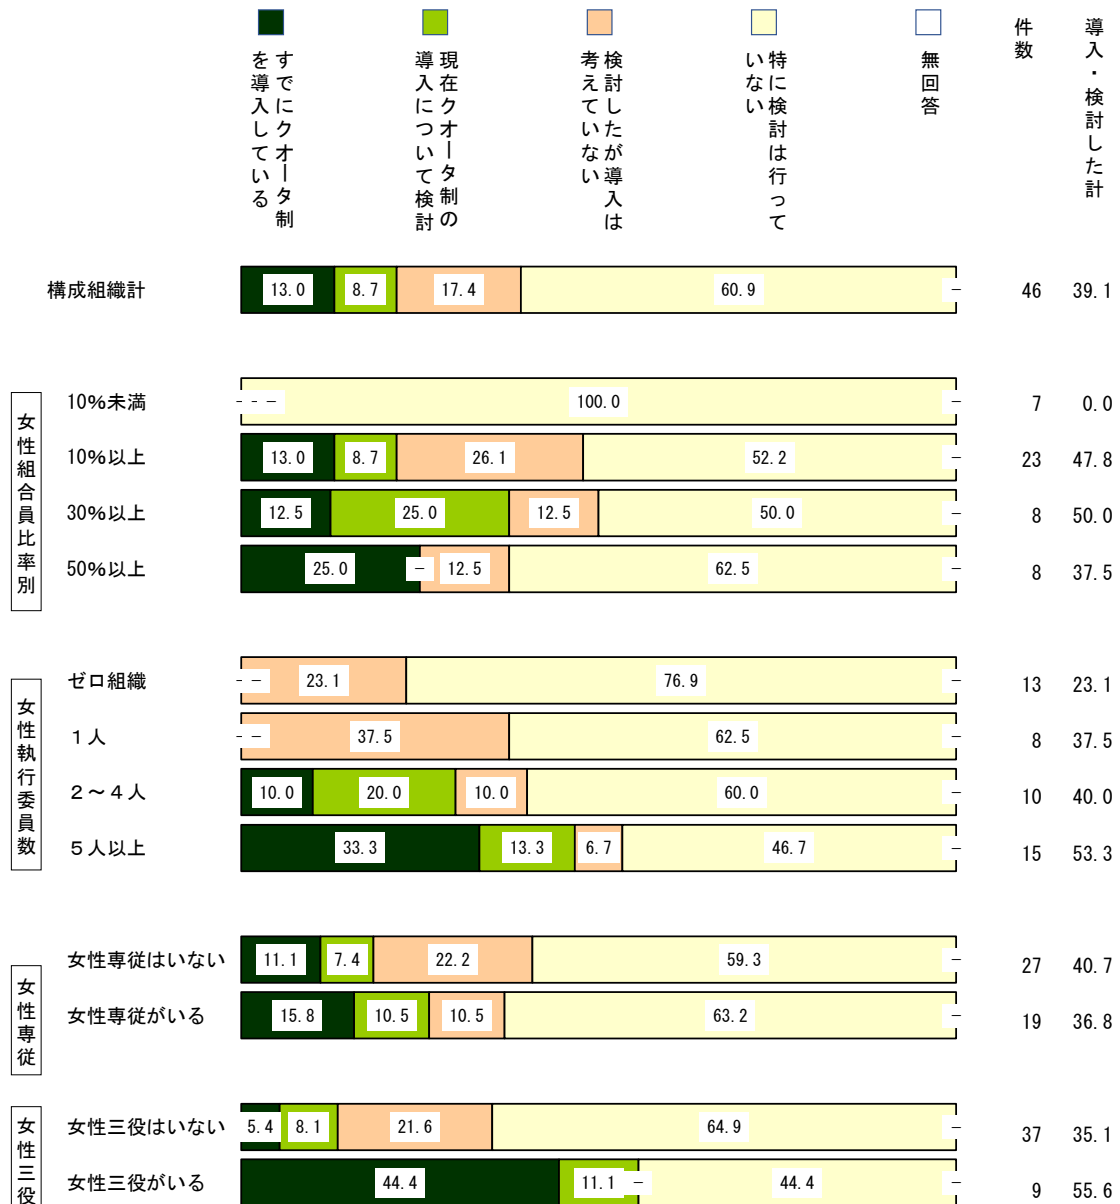 すでにクオータ制
を導入している
現在クオータ制の
導入について検討
検討したが導入は
考えていない
特に検討は行って
いない
無回答
件数
導入・検討した計
構成組織計 13.0 8.7 17.4 60.9 － 46 39.1
女性組合員比率別
10%未満 - - － 100.0 － 7 0.0
10%以上 13.0 8.7 26.1 52.2 － 23 47.8
30%以上 12.5 25.0 12.5 50.0 － 8 50.0
50%以上 25.0 － 12.5 62.5 － 8 37.5
女性執行委員数
ゼロ組織 - － 23.1 76.9 － 13 23.1
１人 - － 37.5 62.5 － 8 37.5
２～４人 10.0 20.0 10.0 60.0 － 10 40.0
５人以上 33.3 13.3 6.7 46.7 － 15 53.3
女性専従
女性専従はいない 11.1 7.4 22.2 59.3 － 27 40.7
女性専従がいる 15.8 10.5 10.5 63.2 － 19 36.8
女性三役
女性三役はいない 5.4 8.1 21.6 64.9 － 37 35.1
女性三役がいる 44.4 11.1 － 44.4 － 9 55.6